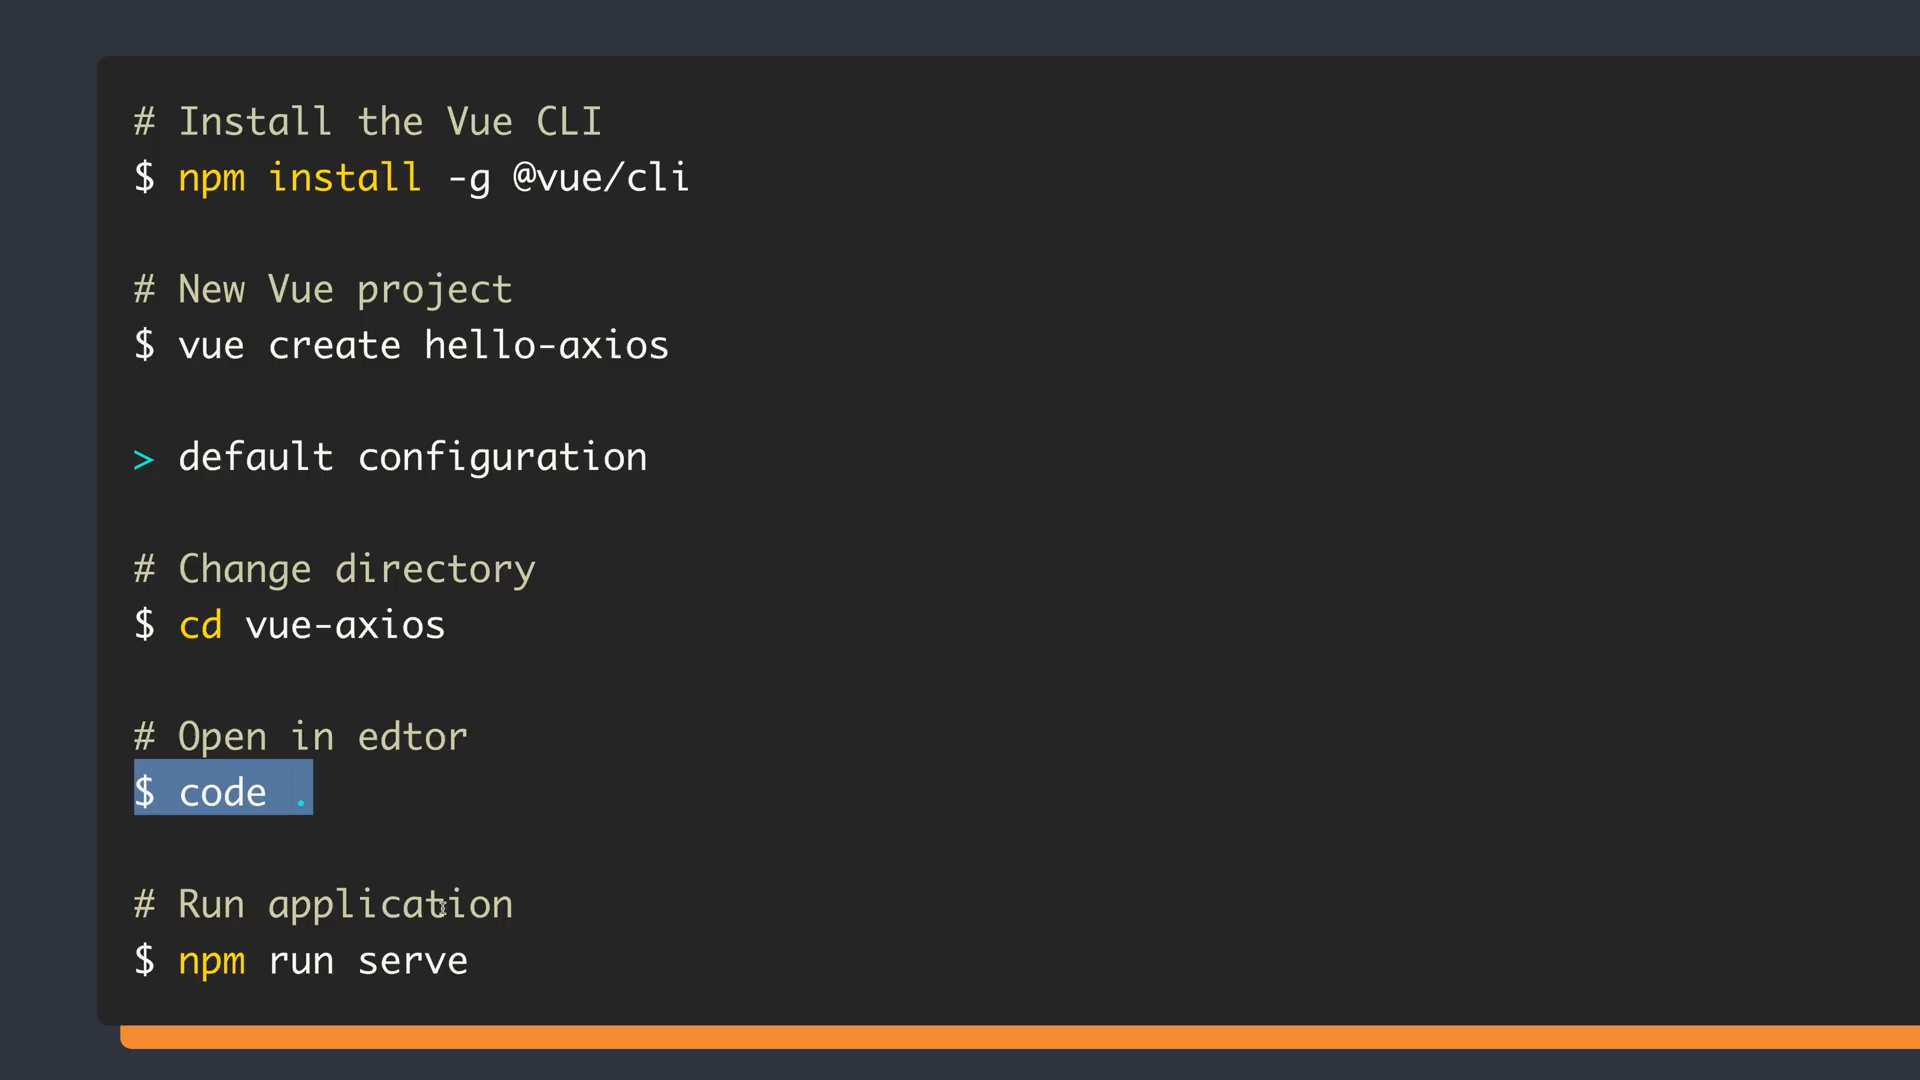 # Install the Vue CLI
$ npm install -g @vue/cli
# New Vue project
$ vue create hello-axios
> default configuration
# Change directory
$ cd vue-axios
# Open in edtor
$ code .
# Run application
$ npm run serve